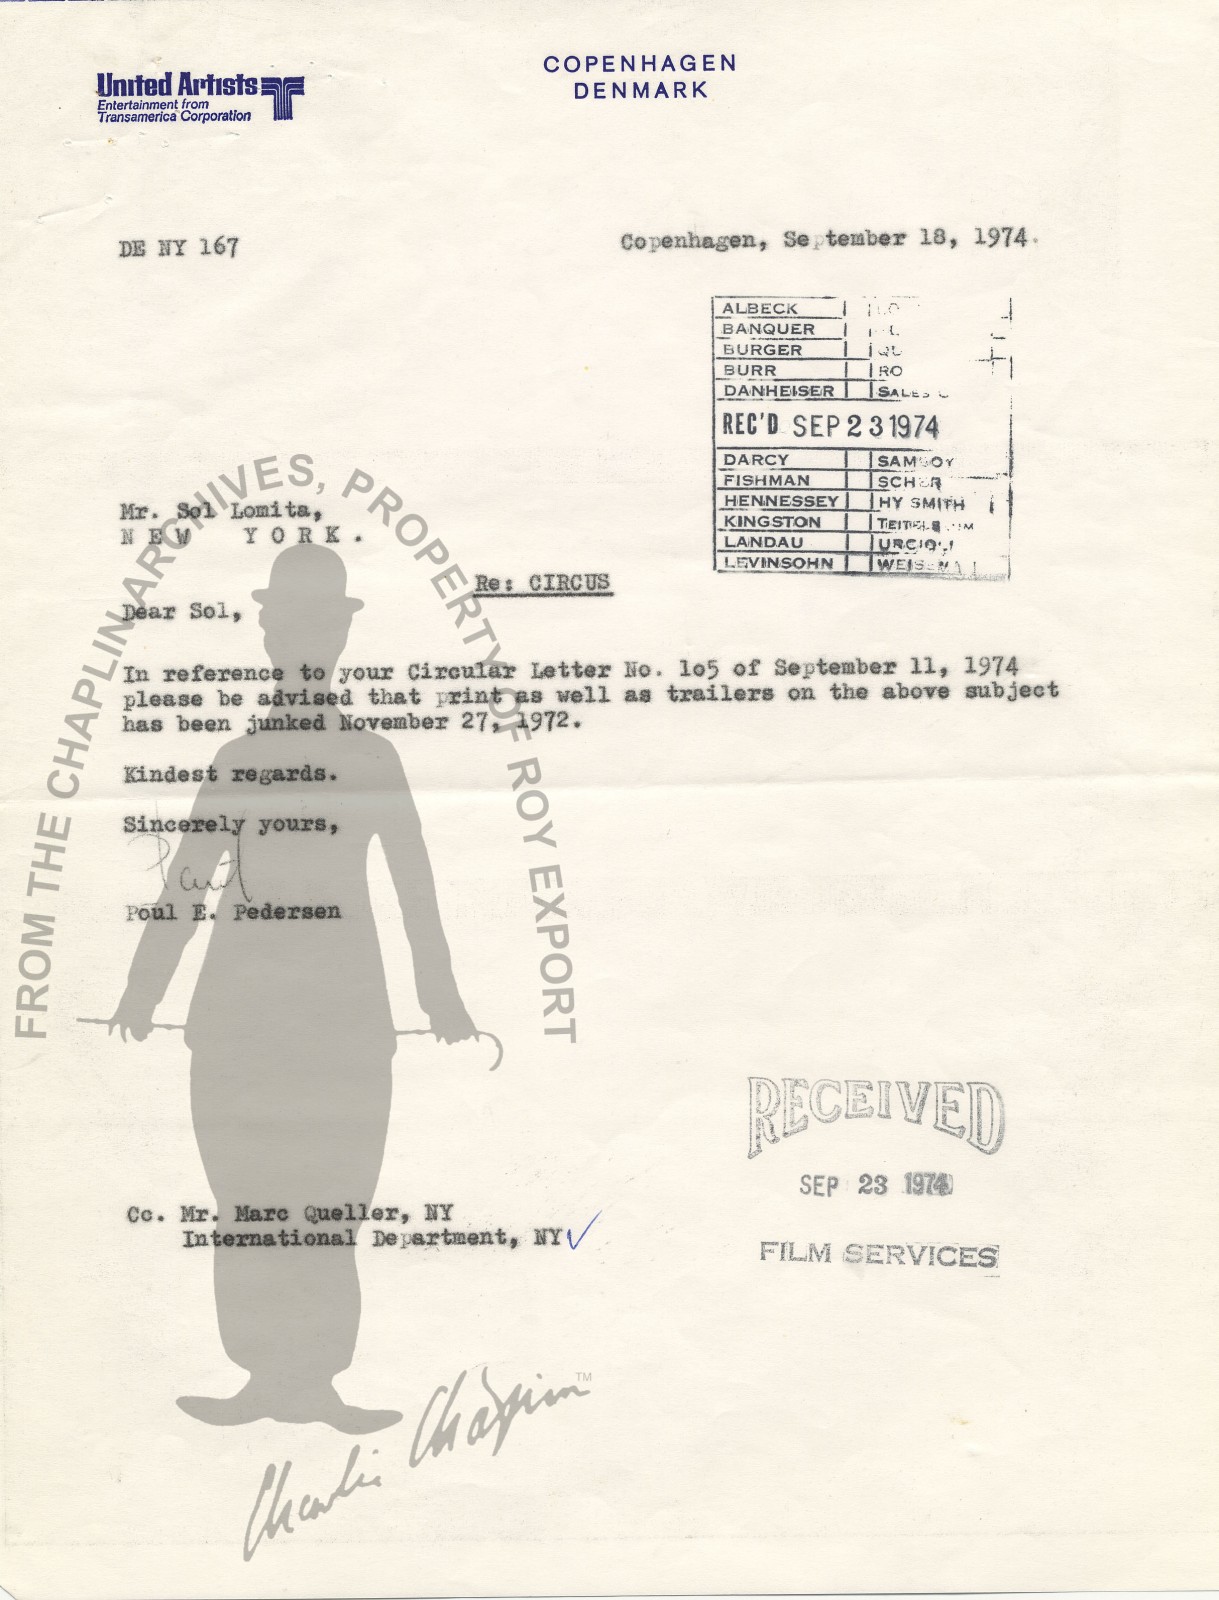 COPENHAGEN
DENMARK
United Artists
Entertainment from
Transamerica Corporation
DE NY 167
Copenhagen, September 18, 1974.
ALBECK
BANQUER
BURGER
BURR RO
DANHEISER SALES
REC'D SEP 23 1974
DARCY
FISHMAN
HENNESSEY HY SMITH
KINGSTON
LANDAU
LEVINSOHN
Mr. Sol Lomita,
NEW YORK.
Re: CIRCUS
Dear Sol,
In reference to your Circular Letter No. lo5 of September 11, 1974
please be advised that print as well as trailers on the above subject
has been junked November 27, 1972.
Kindest regards.
Sincerely yours,
Poul
Poul E. Pedersen
FROM THE CHAPLIN ARCHIVES, PROPERTY OF ROY EXPORT
RECEIVED
SEP 23 1974
FILM SERVICES
Cc. Mr. Marc Queller, NY
International Department, NY
Charlie Chaplin TM